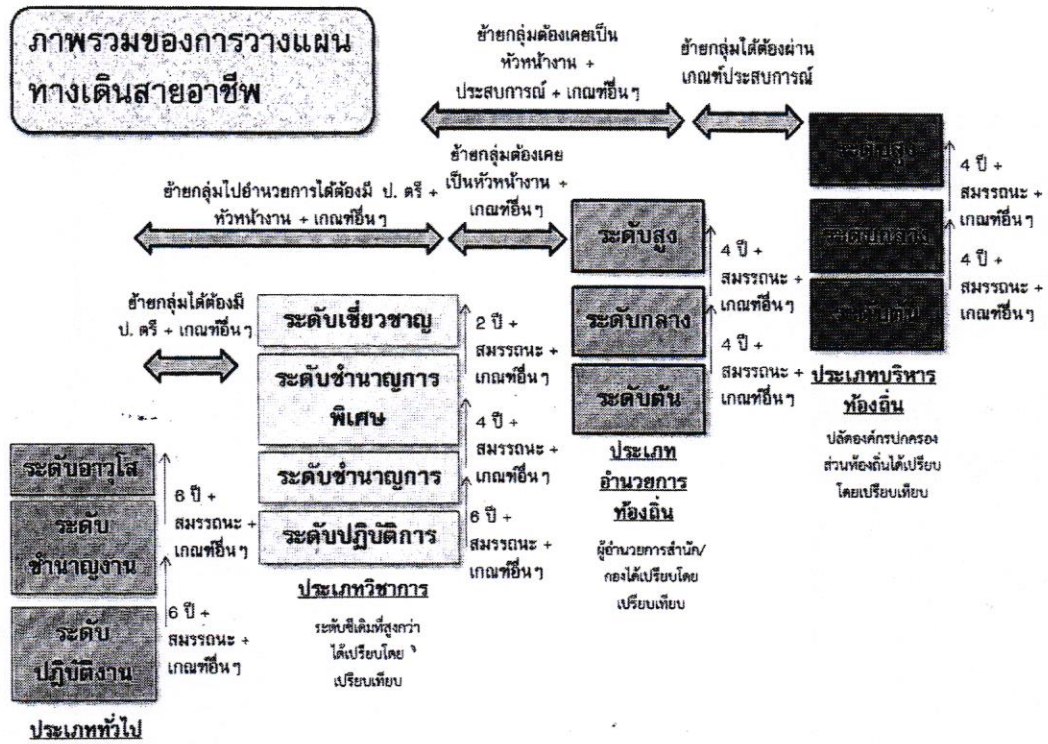 ภาพรวมของการวางแผน
ทางเดินสายอาชีพ
ย้ายกลุ่มต้องเคยเป็น
หัวหน้างาน +
ประสบการณ์ + เกณฑ์อื่นๆ
ย้ายกลุ่มได้ต้องผ่าน
เกณฑ์ประสบการณ์
ย้ายกลุ่มไปอำนวยการได้ต้องมี ป. ตรี +
หัวหน้างาน + เกณฑ์อื่นๆ
ย้ายกลุ่มต้องเคย
เป็นหัวหน้างาน +
เกณฑ์อื่นๆ
ย้ายกลุ่มได้ต้องมี
ป. ตรี + เกณฑ์อื่นๆ
ระดับอาวุโส
ระดับ
ชำนาญงาน
ระดับ
ปฏิบัติงาน
6 ปี +
สมรรถนะ +
เกณฑ์อื่นๆ
6 ปี +
สมรรถนะ +
เกณฑ์อื่นๆ
ประเภททั่วไป
ระดับเชี่ยวชาญ
ระดับชำนาญการ
พิเศษ
ระดับชำนาญการ
ระดับปฏิบัติการ
2 ปี +
สมรรถนะ +
เกณฑ์อื่นๆ
4 ปี +
สมรรถนะ +
เกณฑ์อื่นๆ
6 ปี +
สมรรถนะ +
เกณฑ์อื่นๆ
ประเภทวิชาการ
ระดับซีเดิมที่สูงกว่า
ได้เปรียบโดย
เปรียบเทียบ
ระดับสูง
ระดับกลาง
ระดับต้น
4 ปี +
สมรรถนะ +
เกณฑ์อื่นๆ
4 ปี +
สมรรถนะ +
เกณฑ์อื่นๆ
ประเภท
อำนวยการ
ท้องถิ่น
ผู้อำนวยการสำนัก/
กองได้เปรียบโดย
เปรียบเทียบ
ระดับสูง
ระดับกลาง
ระดับต้น
4 ปี +
สมรรถนะ +
เกณฑ์อื่นๆ
4 ปี +
สมรรถนะ +
เกณฑ์อื่นๆ
ประเภทบริหาร
ท้องถิ่น
ปลัดองค์กรปกครอง
ส่วนท้องถิ่นได้เปรียบ
โดยเปรียบเทียบ